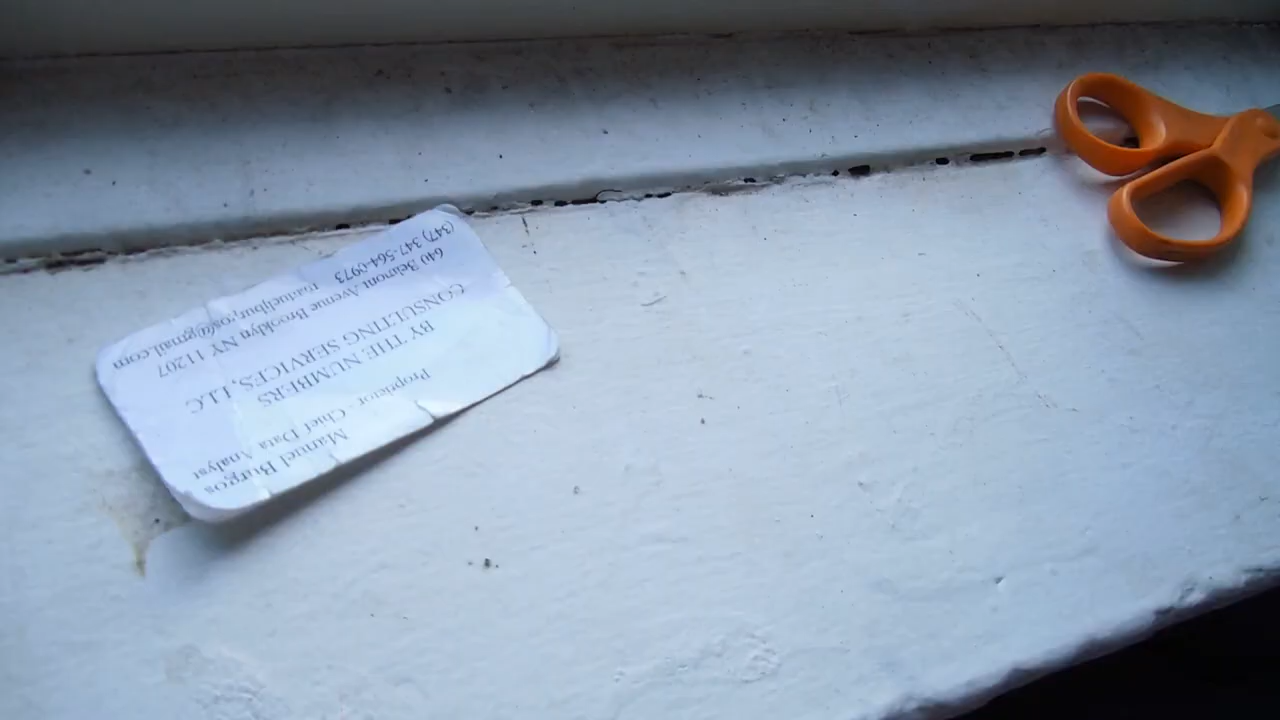 Manuel Burgos
Proprietor - Chief Data Analyst
BY THE NUMBERS
CONSULTING SERVICES, LLC
640 Belmont Avenue Brooklyn NY 11207
(347) 347-564-0973